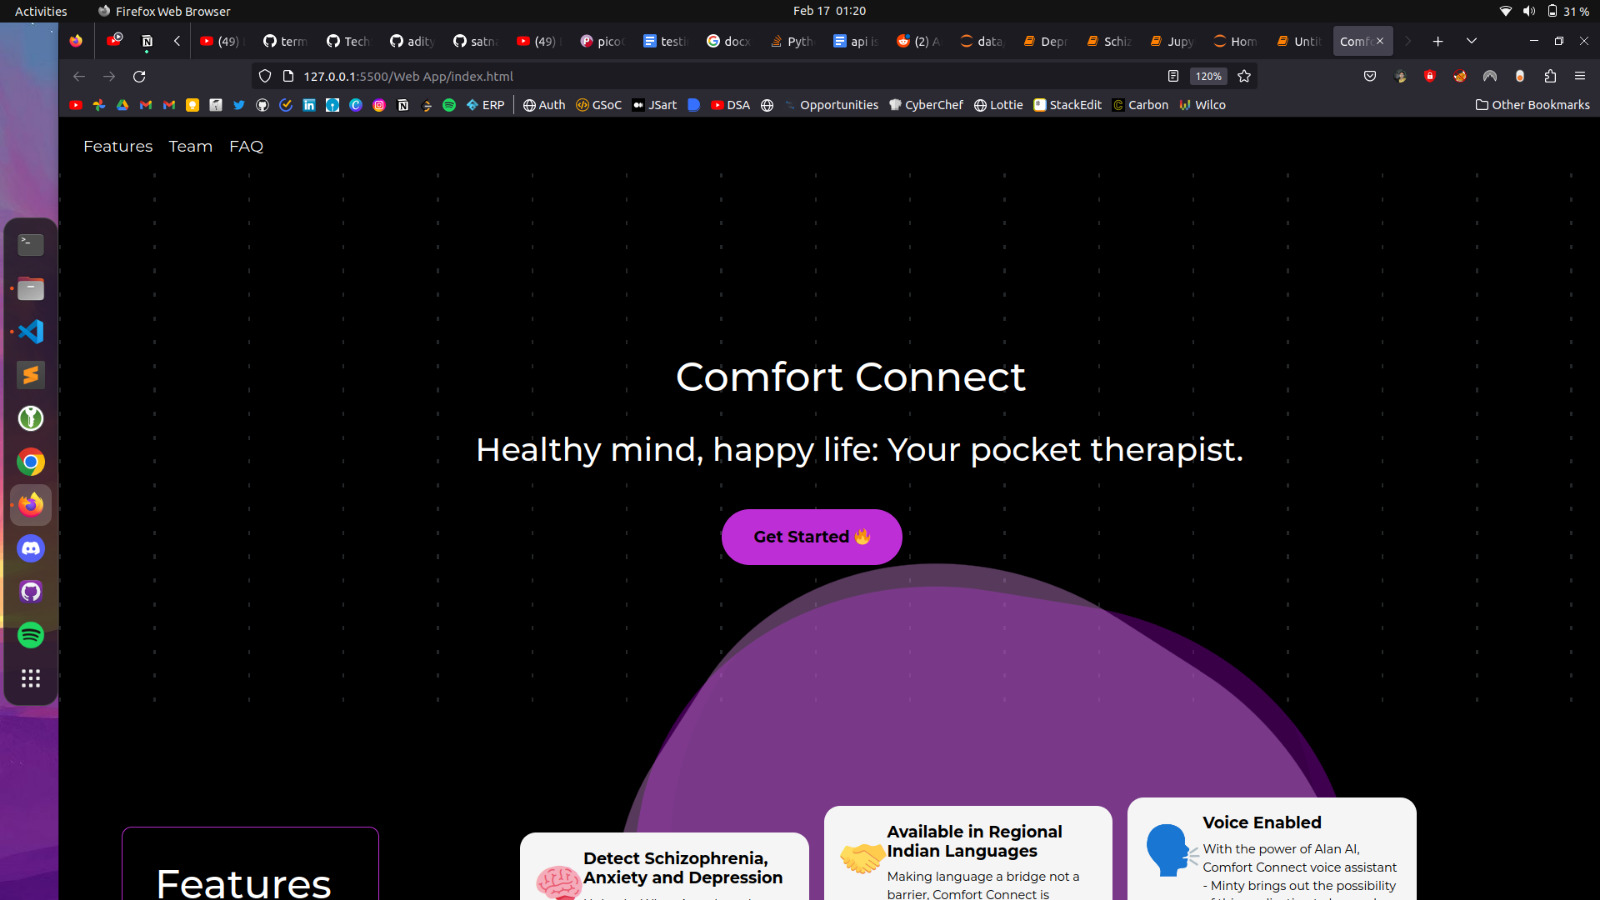 Activities Firefox Web Browser Feb 17 01:20 31 %
(49) term Tech adity satna (49) pico testi docx Pyth api is (2) A data Depr Schiz Jupy Hom Untit Comfo
127.0.0.1:5500/Web App/index.html 120%
ERP Auth GSoC JSart DSA Opportunities CyberChef Lottie StackEdit Carbon Wilco Other Bookmarks
Features Team FAQ
Comfort Connect
Healthy mind, happy life: Your pocket therapist.
Get Started 🔥
Features
Detect Schizophrenia,
Anxiety and Depression
Available in Regional
Indian Languages
Making language a bridge not a
barrier, Comfort Connect is
Voice Enabled
With the power of Alan AI,
Comfort Connect voice assistant
- Minty brings out the possibility